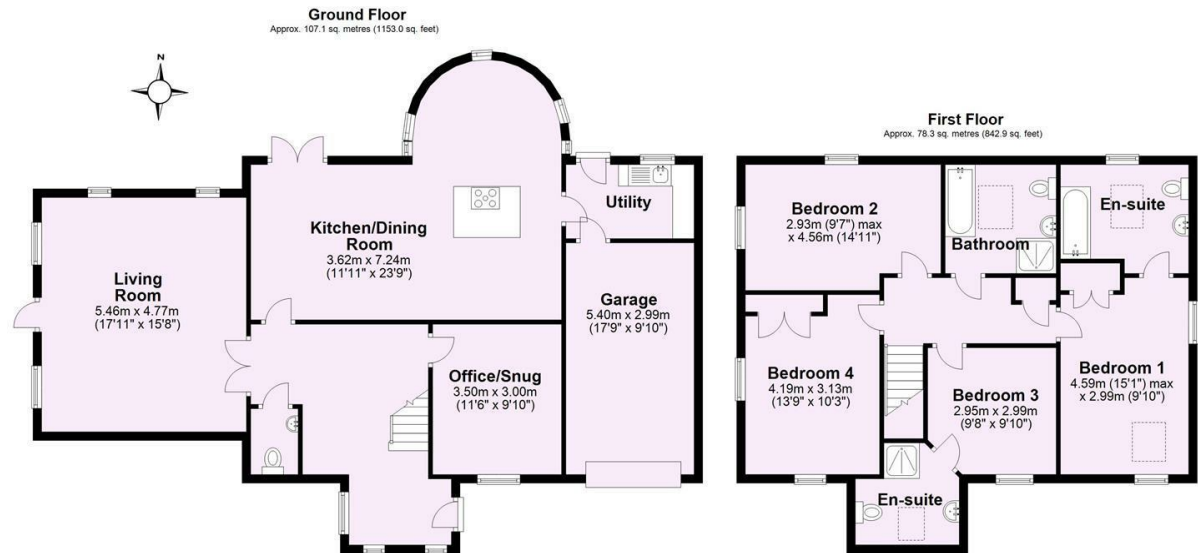 Ground Floor
Approx. 107.1 sq. metres (1153.0 sq. feet)
N
Kitchen/Dining
Room
3.62m x 7.24m
(11'11" x 23'9")
Utility
Living
Room
5.46m x 4.77m
(17'11" x 15'8")
Garage
5.40m x 2.99m
(17'9" x 9'10")
Office/Snug
3.50m x 3.00m
(11'6" x 9'10")
First Floor
Approx. 78.3 sq. metres (842.9 sq. feet)
Bedroom 2
2.93m (9'7") max
x 4.56m (14'11")
Bathroom
En-suite
Bedroom 4
4.19m x 3.13m
(13'9" x 10'3")
Bedroom 3
2.95m x 2.99m
(9'8" x 9'10")
Bedroom 1
4.59m (15'1") max
x 2.99m (9'10")
En-suite